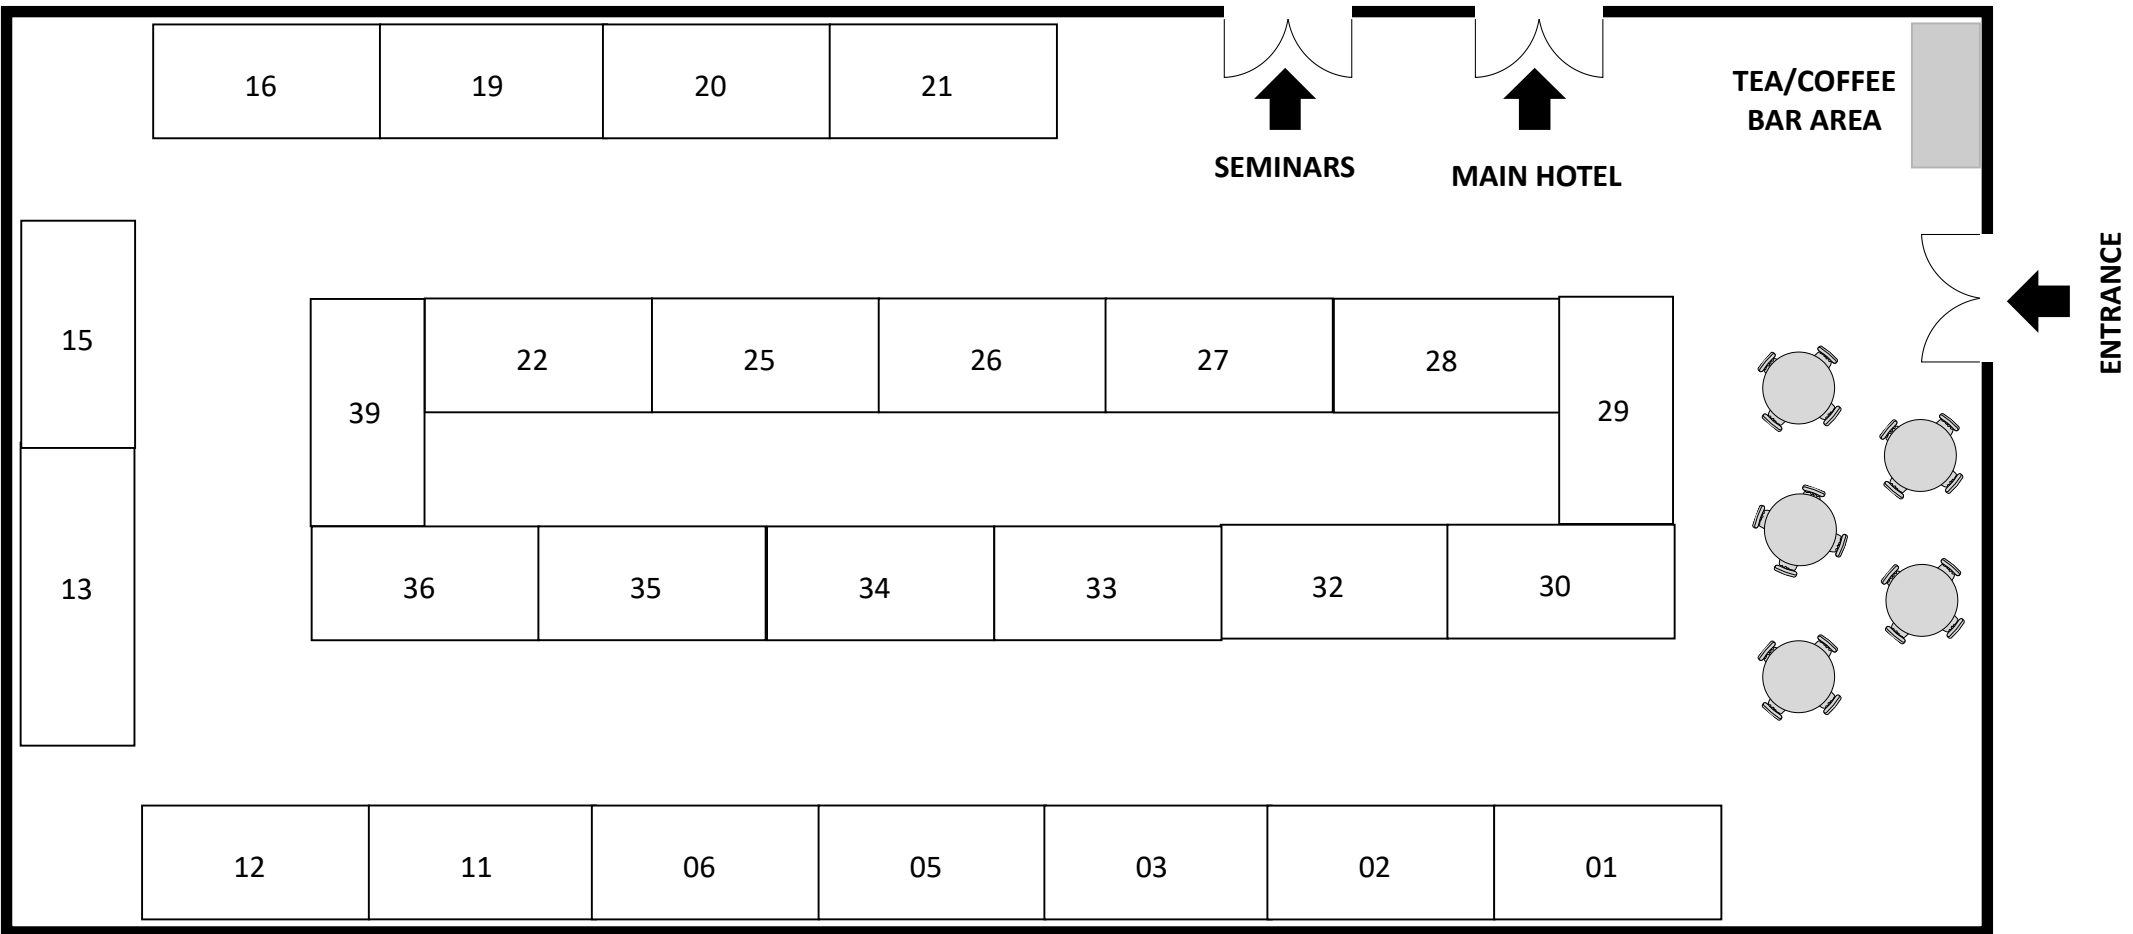 16 19 20 21
TEA/COFFEE
BAR AREA
SEMINARS
MAIN HOTEL
ENTRANCE
15
22 25 26 27 28
39
29
13
36 35 34 33 32 30
12 11 06 05 03 02 01